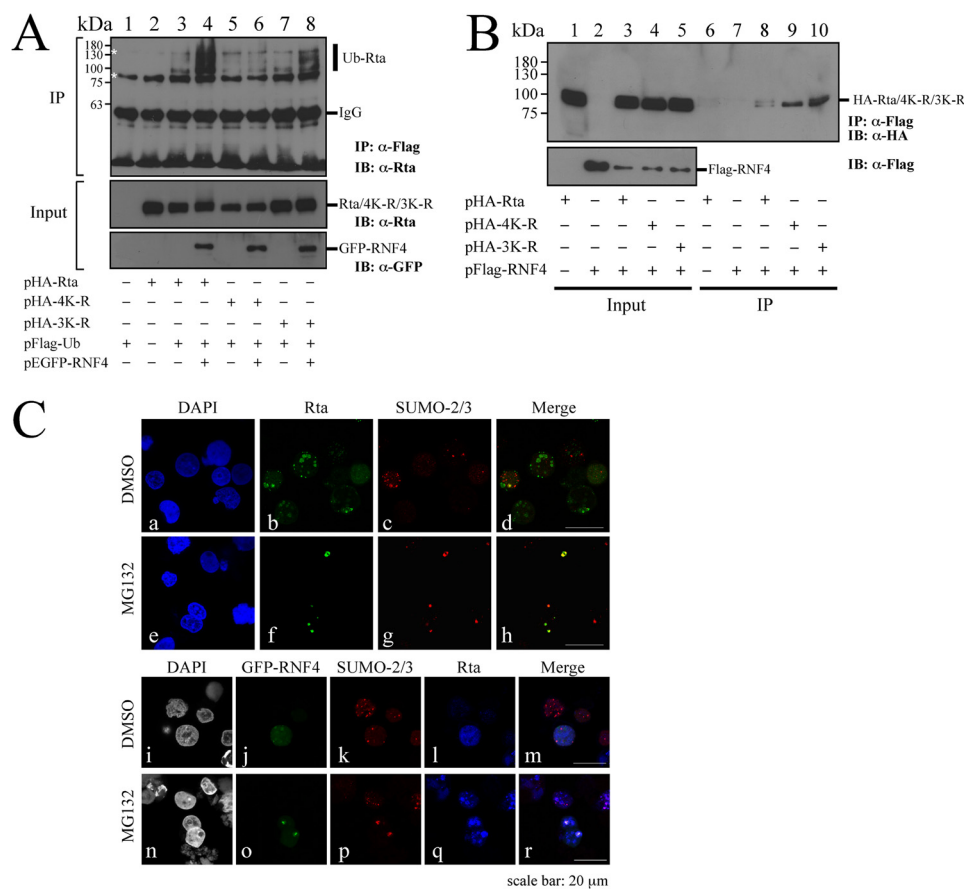 A
kDa 1 2 3 4 5 6 7 8
180
130
100
75
63
*
*
IP
Ub-Rta
IgG
IP: α-Flag
IB: α-Rta
Input
Rta/4K-R/3K-R
IB: α-Rta
GFP-RNF4
IB: α-GFP
pHA-Rta − + + + − − − −
pHA-4K-R − − − − + + − −
pHA-3K-R − − − − − − + +
pFlag-Ub + − + + + + + +
pEGFP-RNF4 − − − + − + − +
B
kDa 1 2 3 4 5 6 7 8 9 10
180
130
100
75
HA-Rta/4K-R/3K-R
IP: α-Flag
IB: α-HA
Flag-RNF4
IB: α-Flag
pHA-Rta + − + − − + − + − −
pHA-4K-R − − − + − − − − + −
pHA-3K-R − − − − + − − − − +
pFlag-RNF4 − + + + + − + + + +
Input IP
C
DAPI Rta SUMO-2/3 Merge
DMSO
a b c d
MG132
e f g h
DAPI GFP-RNF4 SUMO-2/3 Rta Merge
DMSO
i j k l m
MG132
n o p q r
scale bar: 20 μm